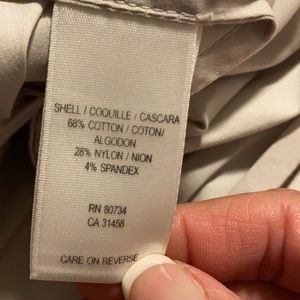 SHELL / COQUILLE / CASCARA
68% COTTON / COTON/
ALGODON
28% NYLON / NION
4% SPANDEX
RN 80734
CA 31458
CARE ON REVERSE